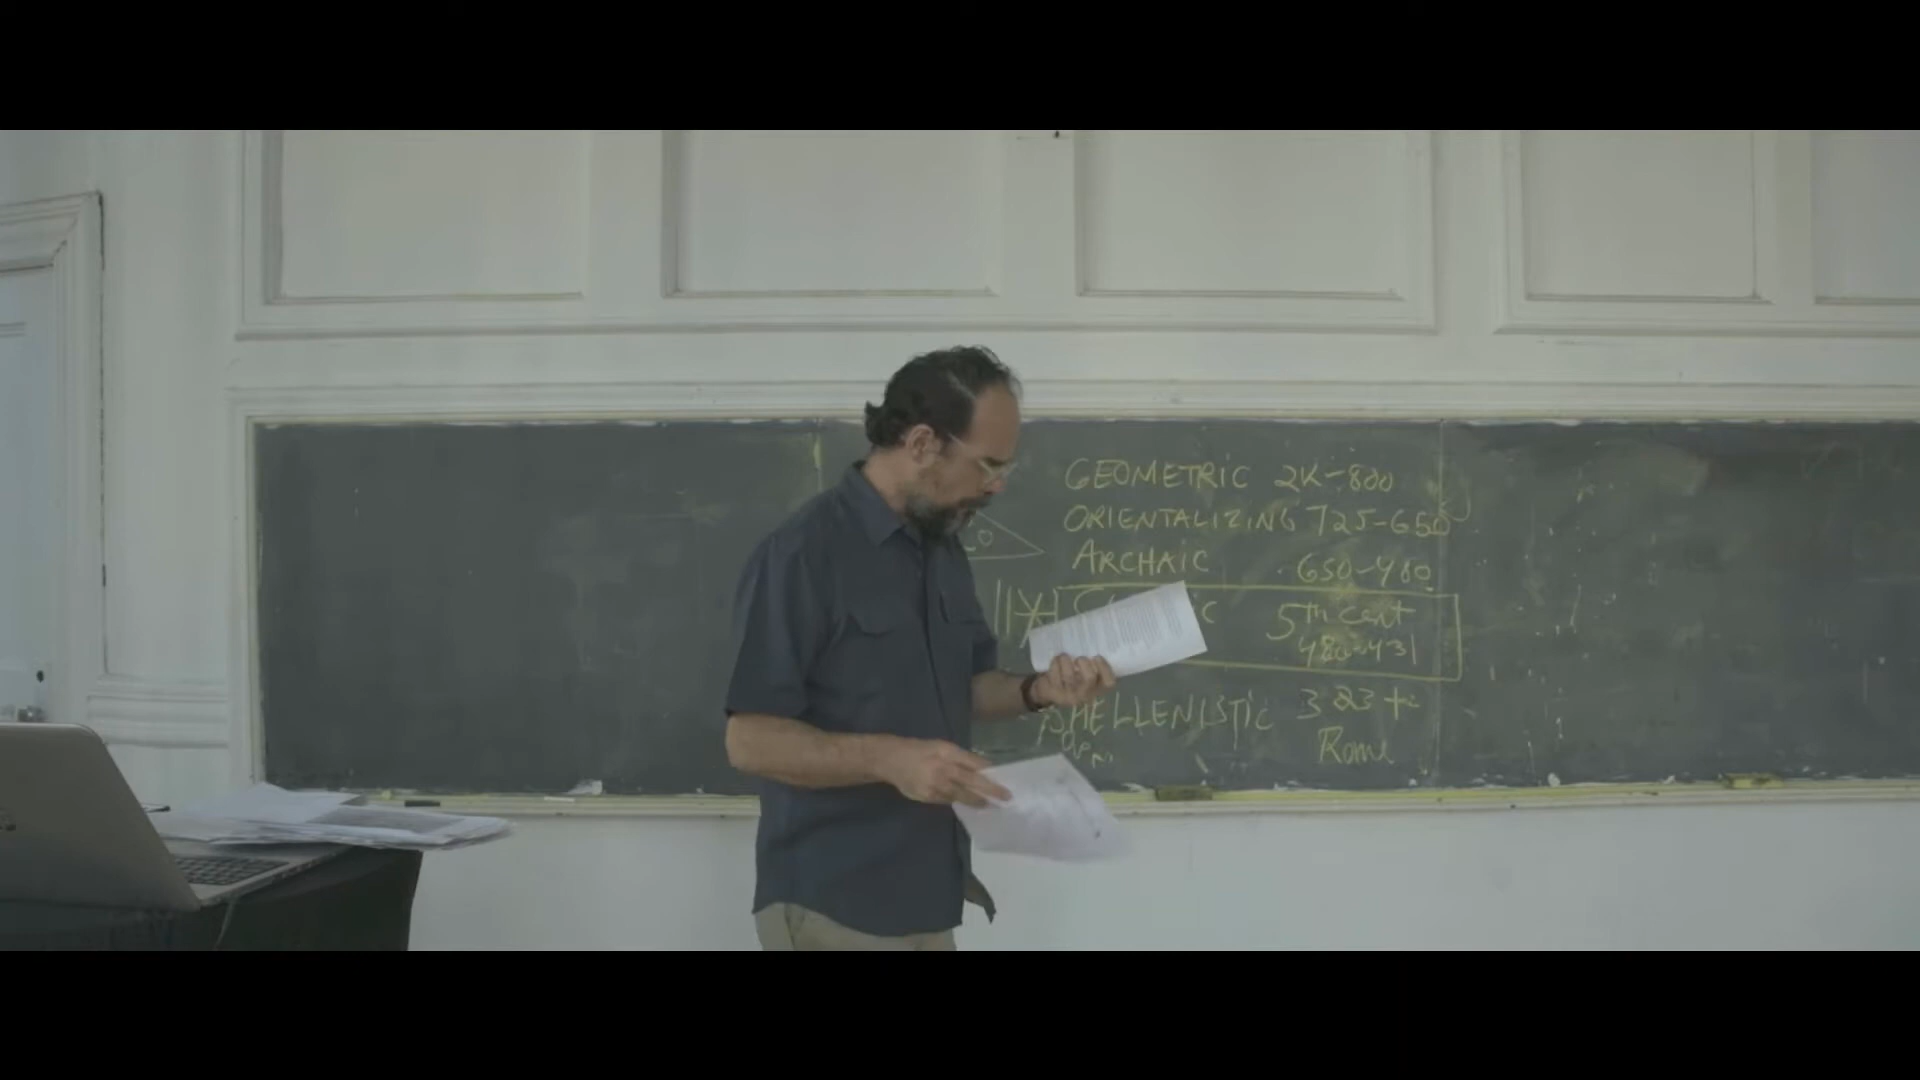 GEOMETRIC 2K-800
ORIENTALIZING 725-650
ARCHAIC 650-480
5th cent
480-431
HELLENISTIC 323 +
Rome